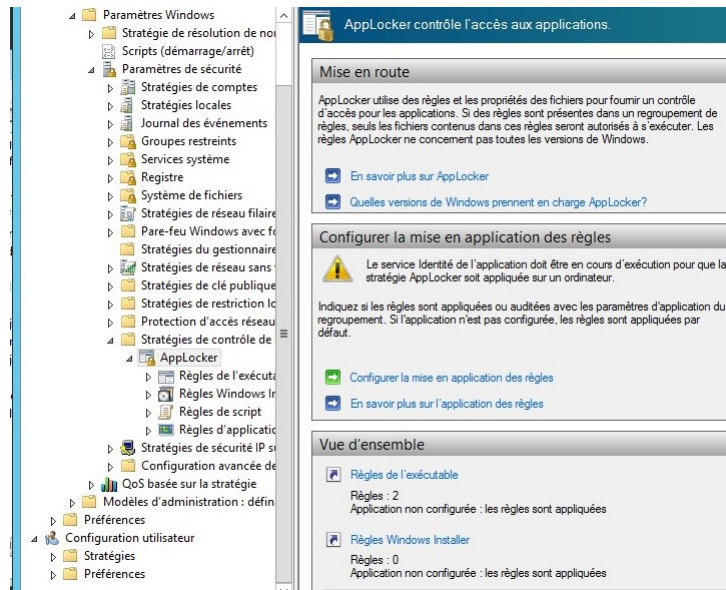 Paramètres Windows
Stratégie de résolution de nor
Scripts (démarrage/arrêt)
Paramètres de sécurité
Stratégies de comptes
Stratégies locales
Journal des événements
Groupes restreints
Services système
Registre
Système de fichiers
Stratégies de réseau filaire
Pare-feu Windows avec fo
Stratégies du gestionnaire
Stratégies de réseau sans
Stratégies de clé publique
Stratégies de restriction lo
Protection d'accès réseau
Stratégies de contrôle de
AppLocker
Règles de l'exécuta
Règles Windows In
Règles de script
Règles d'applicatio
Stratégies de sécurité IP su
Configuration avancée de
QoS basée sur la stratégie
Modèles d'administration : défin
Préférences
Configuration utilisateur
Stratégies
Préférences
AppLocker contrôle l'accès aux applications.
Mise en route
AppLocker utilise des règles et les propriétés des fichiers pour fournir un contrôle
d'accès pour les applications. Si des règles sont présentes dans un regroupement de
règles, seuls les fichiers contenus dans ces règles seront autorisés à s'exécuter. Les
règles AppLocker ne concernent pas toutes les versions de Windows.
En savoir plus sur AppLocker
Quelles versions de Windows prennent en charge AppLocker?
Configurer la mise en application des règles
Le service Identité de l'application doit être en cours d'exécution pour que la
stratégie AppLocker soit appliquée sur un ordinateur.
Indiquez si les règles sont appliquées ou auditées avec les paramètres d'application du
regroupement. Si l'application n'est pas configurée, les règles sont appliquées par
défaut.
Configurer la mise en application des règles
En savoir plus sur l'application des règles
Vue d'ensemble
Règles de l'exécutable
Règles : 2
Application non configurée : les règles sont appliquées
Règles Windows Installer
Règles : 0
Application non configurée : les règles sont appliquées